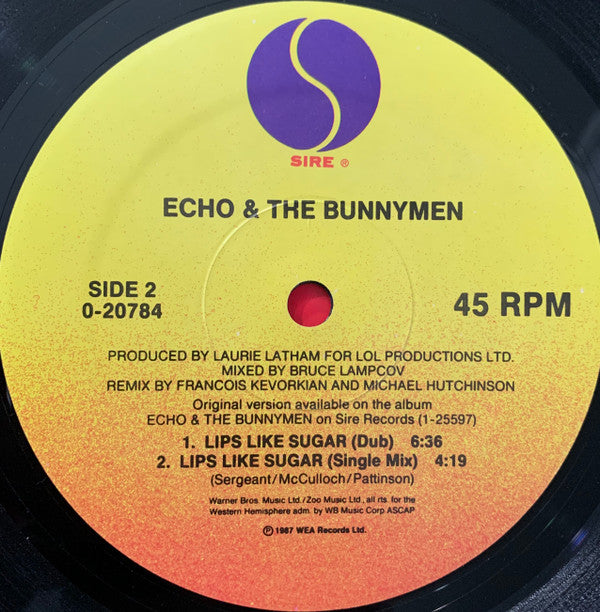 SIRE ®
ECHO & THE BUNNYMEN
SIDE 2
0-20784
45 RPM
PRODUCED BY LAURIE LATHAM FOR LOL PRODUCTIONS LTD.
MIXED BY BRUCE LAMPCOV
REMIX BY FRANCOIS KEVORKIAN AND MICHAEL HUTCHINSON
Original version available on the album
ECHO & THE BUNNYMEN on Sire Records (1-25597)
1. LIPS LIKE SUGAR (Dub) 6:36
2. LIPS LIKE SUGAR (Single Mix) 4:19
(Sergeant/McCulloch/Pattinson)
Warner Bros. Music Ltd./Zoo Music Ltd., all rts. for the
Western Hemisphere adm. by WB Music Corp. ASCAP
℗ 1987 WEA Records Ltd.